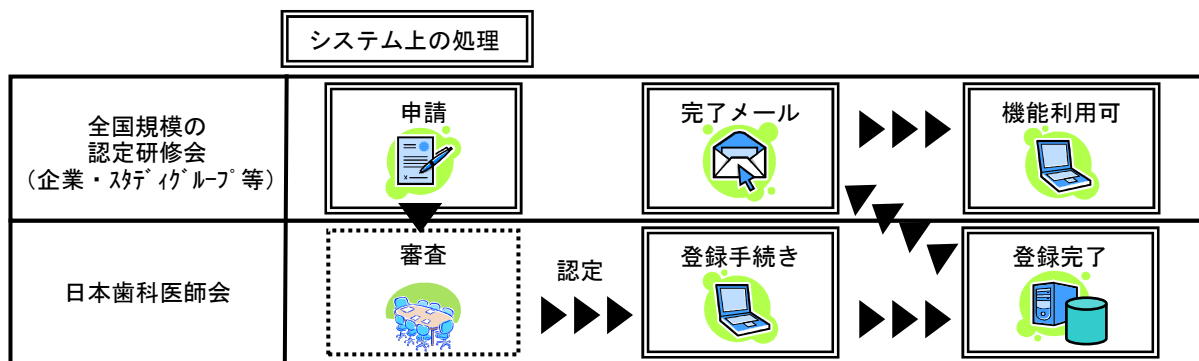 システム上の処理
全国規模の
認定研修会
（企業・ｽﾀﾃﾞｨｸﾞﾙｰﾌﾟ等）
申請
完了メール
機能利用可
日本歯科医師会
審査
認定
登録手続き
登録完了